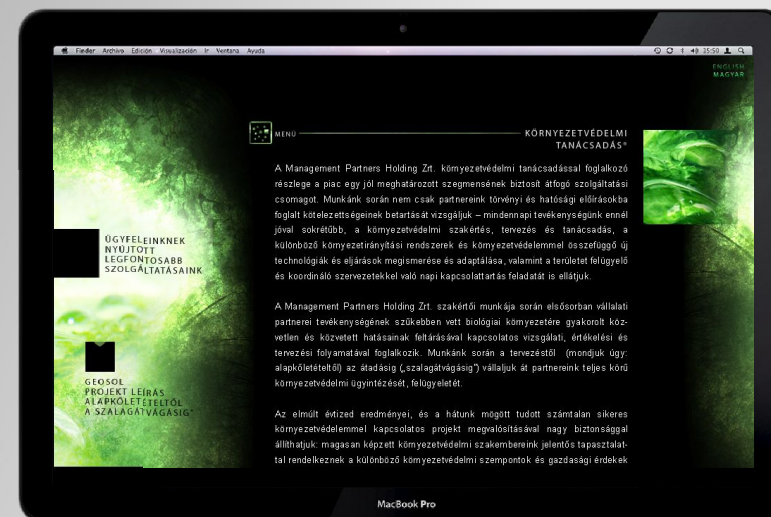 Finder Archivo Edición Visualización Ir Ventana Ayuda
15:50
ENGLISH
MAGYAR
MENÜ
KÖRNYEZETVÉDELMI
TANÁCSADÁS®
A Management Partners Holding Zrt. környezetvédelmi tanácsadással foglalkozó
részlege a piac egy jól meghatározott szegmensének biztosít átfogó szolgáltatási
csomagot. Munkánk során nem csak partnereink törvényi és hatósági előírásokba
foglalt kötelezettségeinek betartását vizsgáljuk – mindennapi tevékenységünk ennél
jóval sokrétűbb, a környezetvédelmi szakértés, tervezés és tanácsadás, a
különböző környezetirányítási rendszerek és környezetvédelemmel összefüggő új
technológiák és eljárások megismerése és adaptálása, valamint a területet felügyelő
és koordináló szervezetekkel való napi kapcsolattartás feladatát is ellátjuk.
A Management Partners Holding Zrt. szakértői munkája során elsősorban vállalati
partnerei tevékenységének szűkebben vett biológiai környezetére gyakorolt köz-
vetlen és közvetett hatásainak feltárásával kapcsolatos vizsgálati, értékelési és
tervezési folyamatával foglalkozik. Munkánk során a tervezéstől (mondjuk úgy:
alapkőletételtől) az átadásig („szalagátvágásig") vállaljuk át partnereink teljes körű
környezetvédelmi ügyintézését, felügyeletét.
Az elmúlt évtized eredményei, és a hátunk mögött tudott számtalan sikeres
környezetvédelemmel kapcsolatos projekt megvalósításával nagy biztonsággal
állíthatjuk: magasan képzett környezetvédelmi szakembereink jelentős tapasztalat-
tal rendelkeznek a különböző környezetvédelmi szempontok és gazdasági érdekek
ÜGYFELEINKNEK
NYÚJTOTT
LEGFONTOSABB
SZOLGÁLTATÁSAINK
GEOSOL
PROJEKT LEÍRÁS
ALAPKŐLETÉTELTŐL
A SZALAGÁTVÁGÁSIG
MacBook Pro